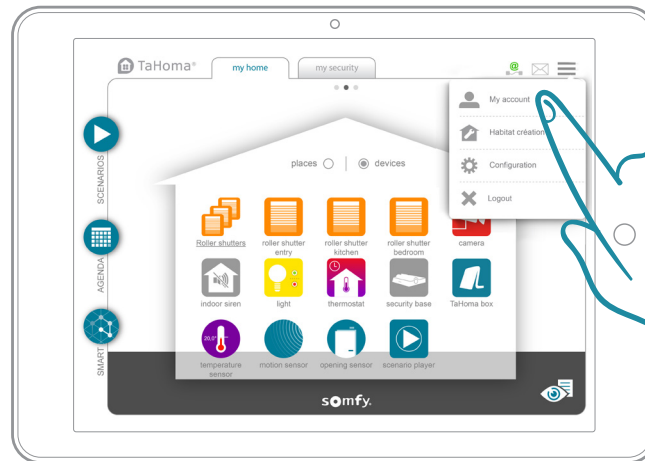 TaHoma®
my home
my security
@
My account
Habitat création
Configuration
Logout
SCENARIOS
AGENDA
SMART
places
devices
Roller shutters
roller shutter
entry
roller shutter
kitchen
roller shutter
bedroom
camera
indoor siren
light
thermostat
security base
TaHoma box
20,0°
temperature
sensor
motion sensor
opening sensor
scenario player
somfy.